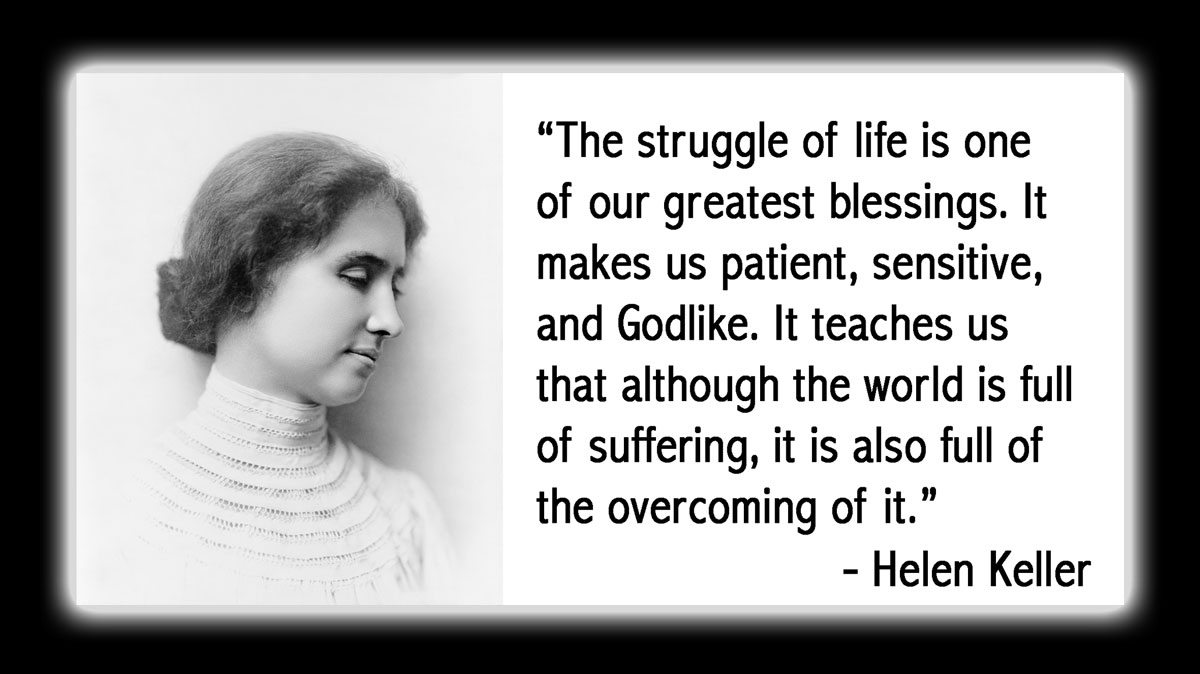 “The struggle of life is one
of our greatest blessings. It
makes us patient, sensitive,
and Godlike. It teaches us
that although the world is full
of suffering, it is also full of
the overcoming of it.”
- Helen Keller